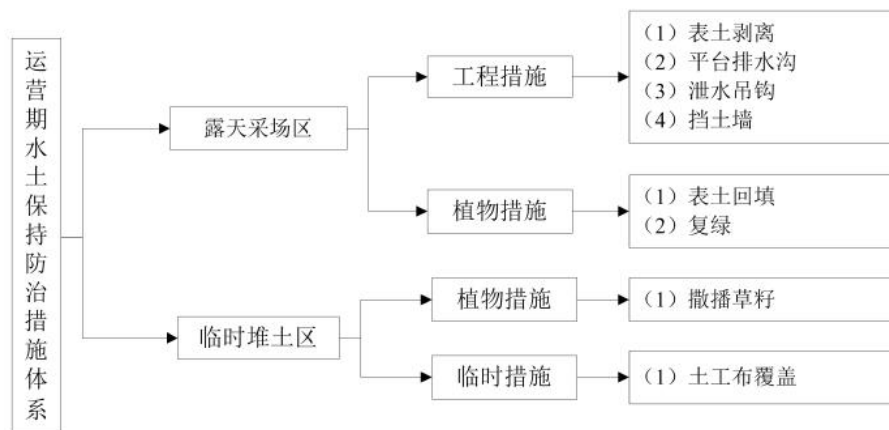 运营期水土保持防治措施体系
露天采场区
工程措施
（1）表土剥离
（2）平台排水沟
（3）泄水吊钩
（4）挡土墙
植物措施
（1）表土回填
（2）复绿
临时堆土区
植物措施
（1）撒播草籽
临时措施
（1）土工布覆盖